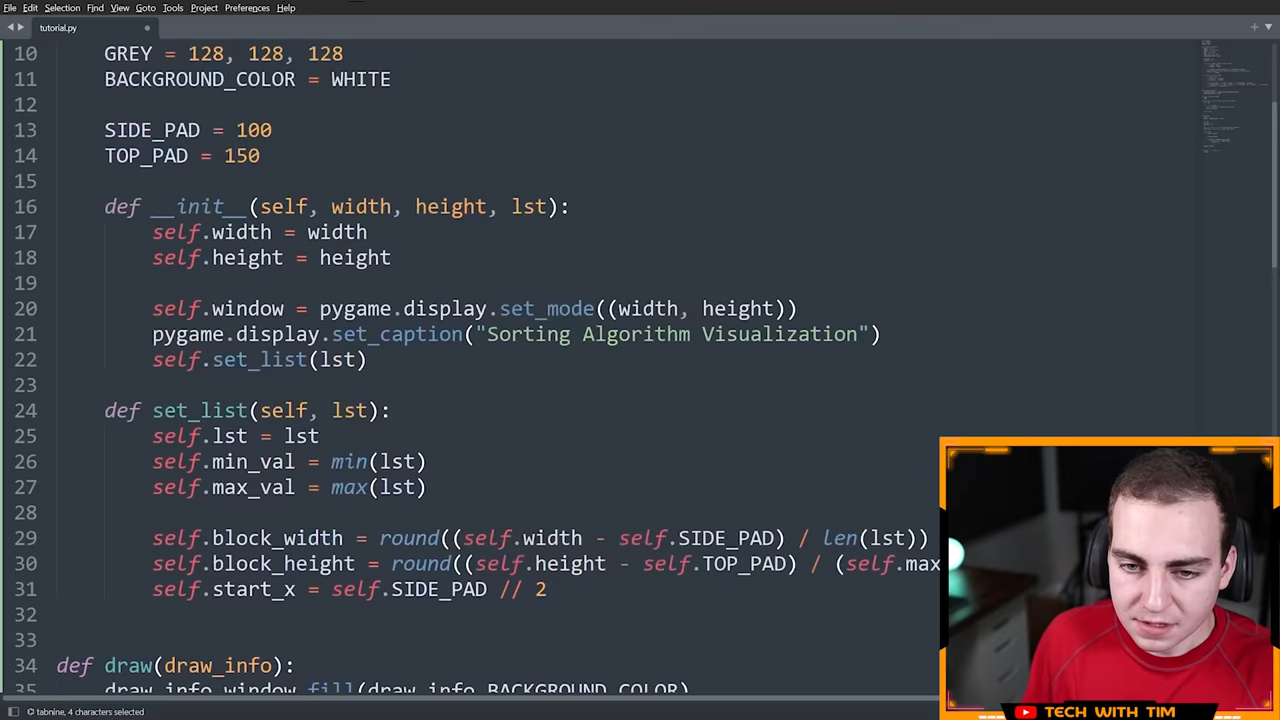 File Edit Selection Find View Goto Tools Project Preferences Help
tutorial.py
10 GREY = 128, 128, 128
11 BACKGROUND_COLOR = WHITE
12
13 SIDE_PAD = 100
14 TOP_PAD = 150
15
16 def __init__(self, width, height, lst):
17 self.width = width
18 self.height = height
19
20 self.window = pygame.display.set_mode((width, height))
21 pygame.display.set_caption("Sorting Algorithm Visualization")
22 self.set_list(lst)
23
24 def set_list(self, lst):
25 self.lst = lst
26 self.min_val = min(lst)
27 self.max_val = max(lst)
28
29 self.block_width = round((self.width - self.SIDE_PAD) / len(lst))
30 self.block_height = round((self.height - self.TOP_PAD) / (self.max
31 self.start_x = self.SIDE_PAD // 2
32
33
34 def draw(draw_info):
35 draw_info.window.fill(draw_info.BACKGROUND_COLOR)
tabnine, 4 characters selected
TECH WITH TIM